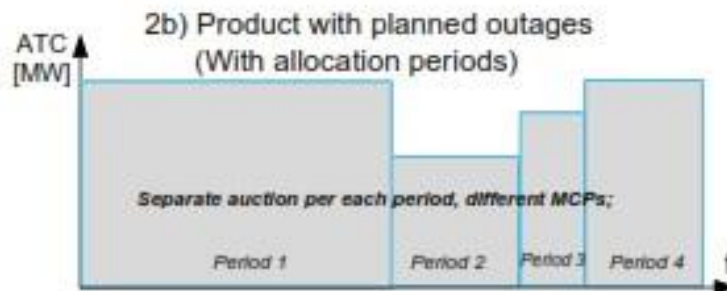 2b) Product with planned outages
(With allocation periods)
ATC
[MW]
Separate auction per each period, different MCPs;
Period 1
Period 2
Period 3
Period 4
t